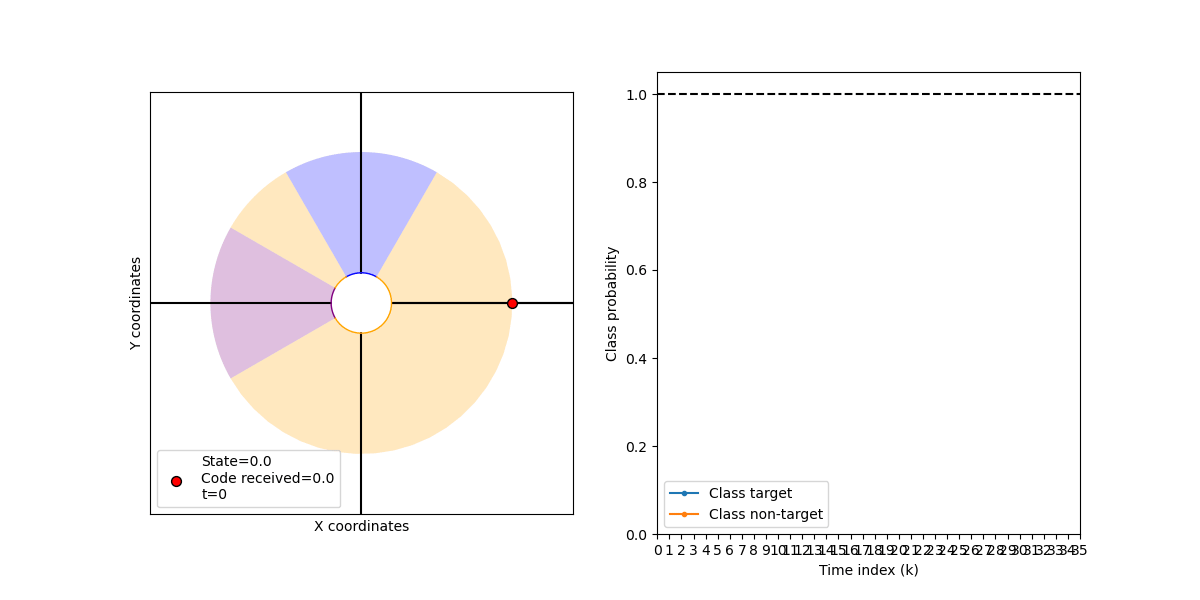 Y coordinates
State=0.0
Code received=0.0
t=0
X coordinates
Class probability
1.0
0.8
0.6
0.4
0.2
0.0
Class target
Class non-target
0 1 2 3 4 5 6 7 8 9 10 11 12 13 14 15 16 17 18 19 20 21 22 23 24 25 26 27 28 29 30 31 32 33 34 35
Time index (k)